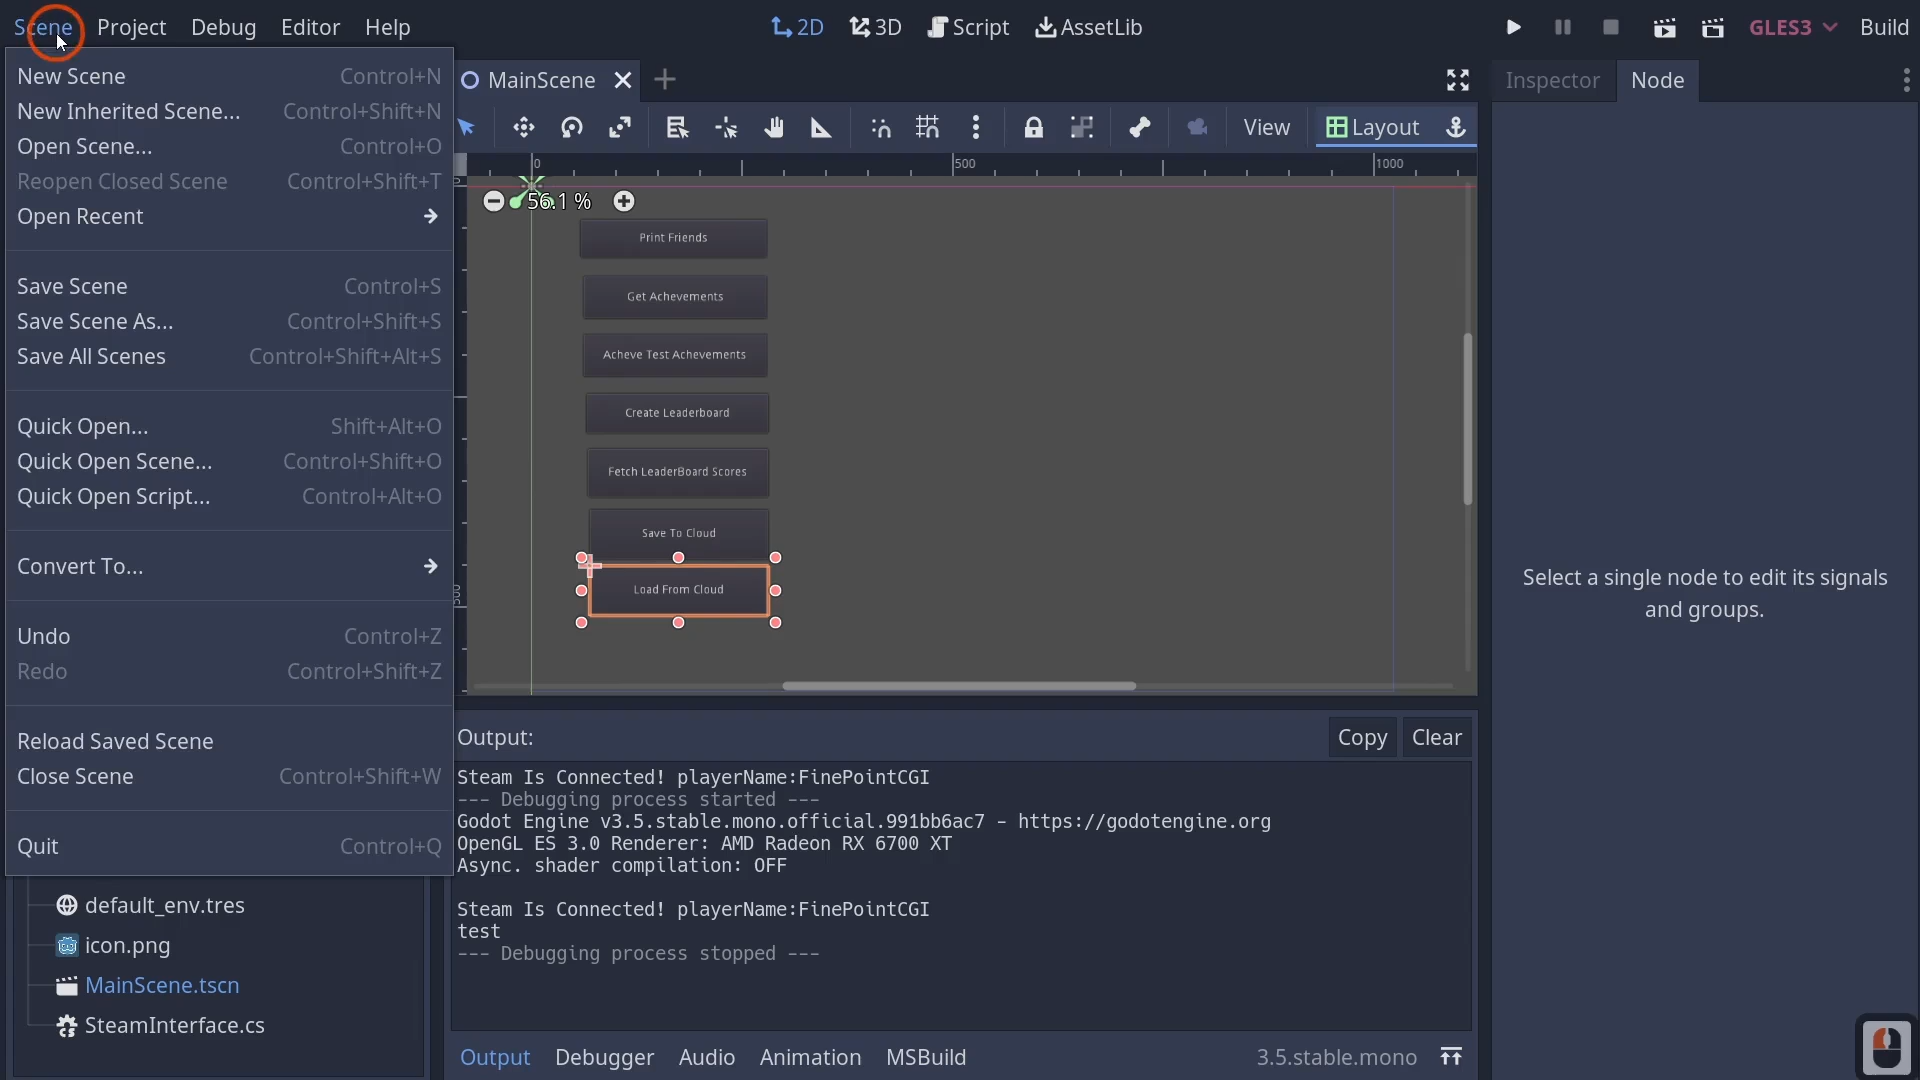 Scene Project Debug Editor Help
2D 3D Script AssetLib
GLES3 Build
New Scene Control+N
New Inherited Scene... Control+Shift+N
Open Scene... Control+O
Reopen Closed Scene Control+Shift+T
Open Recent
Save Scene Control+S
Save Scene As... Control+Shift+S
Save All Scenes Control+Shift+Alt+S
Quick Open... Shift+Alt+O
Quick Open Scene... Control+Shift+O
Quick Open Script... Control+Alt+O
Convert To...
Undo Control+Z
Redo Control+Shift+Z
Reload Saved Scene
Close Scene Control+Shift+W
Quit Control+Q
default_env.tres
icon.png
MainScene.tscn
SteamInterface.cs
MainScene
View Layout
0 500 1000
0
56.1 %
500
Print Friends
Get Achevements
Acheve Test Achevements
Create Leaderboard
Fetch LeaderBoard Scores
Save To Cloud
Load From Cloud
Output: Copy Clear
Steam Is Connected! playerName:FinePointCGI
--- Debugging process started ---
Godot Engine v3.5.stable.mono.official.991bb6ac7 - https://godotengine.org
OpenGL ES 3.0 Renderer: AMD Radeon RX 6700 XT
Async. shader compilation: OFF
Steam Is Connected! playerName:FinePointCGI
test
--- Debugging process stopped ---
Output Debugger Audio Animation MSBuild 3.5.stable.mono
Inspector Node
Select a single node to edit its signals
and groups.